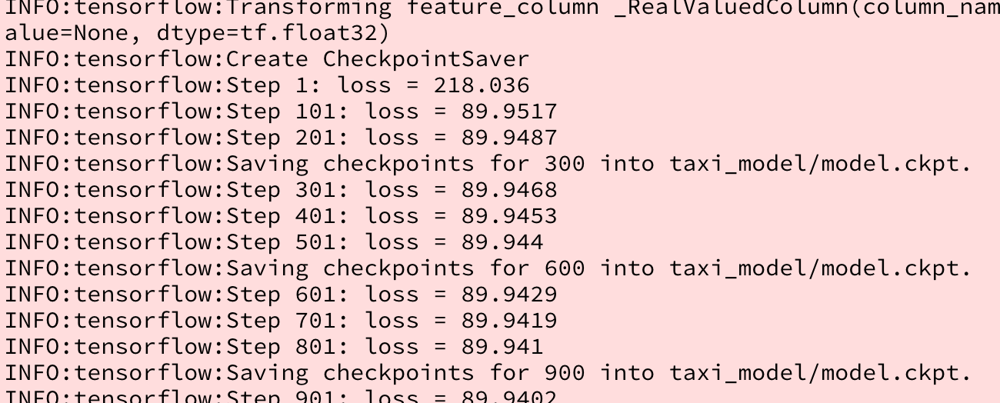 INFO:tensorflow:Transforming feature_column _RealValuedColumn(column_nam
alue=None, dtype=tf.float32)
INFO:tensorflow:Create CheckpointSaver
INFO:tensorflow:Step 1: loss = 218.036
INFO:tensorflow:Step 101: loss = 89.9517
INFO:tensorflow:Step 201: loss = 89.9487
INFO:tensorflow:Saving checkpoints for 300 into taxi_model/model.ckpt.
INFO:tensorflow:Step 301: loss = 89.9468
INFO:tensorflow:Step 401: loss = 89.9453
INFO:tensorflow:Step 501: loss = 89.944
INFO:tensorflow:Saving checkpoints for 600 into taxi_model/model.ckpt.
INFO:tensorflow:Step 601: loss = 89.9429
INFO:tensorflow:Step 701: loss = 89.9419
INFO:tensorflow:Step 801: loss = 89.941
INFO:tensorflow:Saving checkpoints for 900 into taxi_model/model.ckpt.
INFO:tensorflow:Step 901: loss = 89.9402